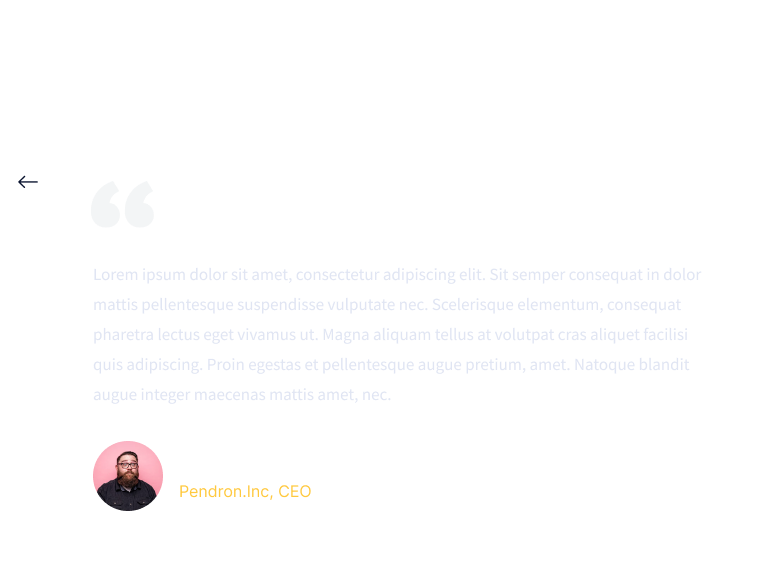 “
Lorem ipsum dolor sit amet, consectetur adipiscing elit. Sit semper consequat in dolor
mattis pellentesque suspendisse vulputate nec. Scelerisque elementum, consequat
pharetra lectus eget vivamus ut. Magna aliquam tellus at volutpat cras aliquet facilisi
quis adipiscing. Proin egestas et pellentesque augue pretium, amet. Natoque blandit
augue integer maecenas mattis amet, nec.
Pendron.Inc, CEO